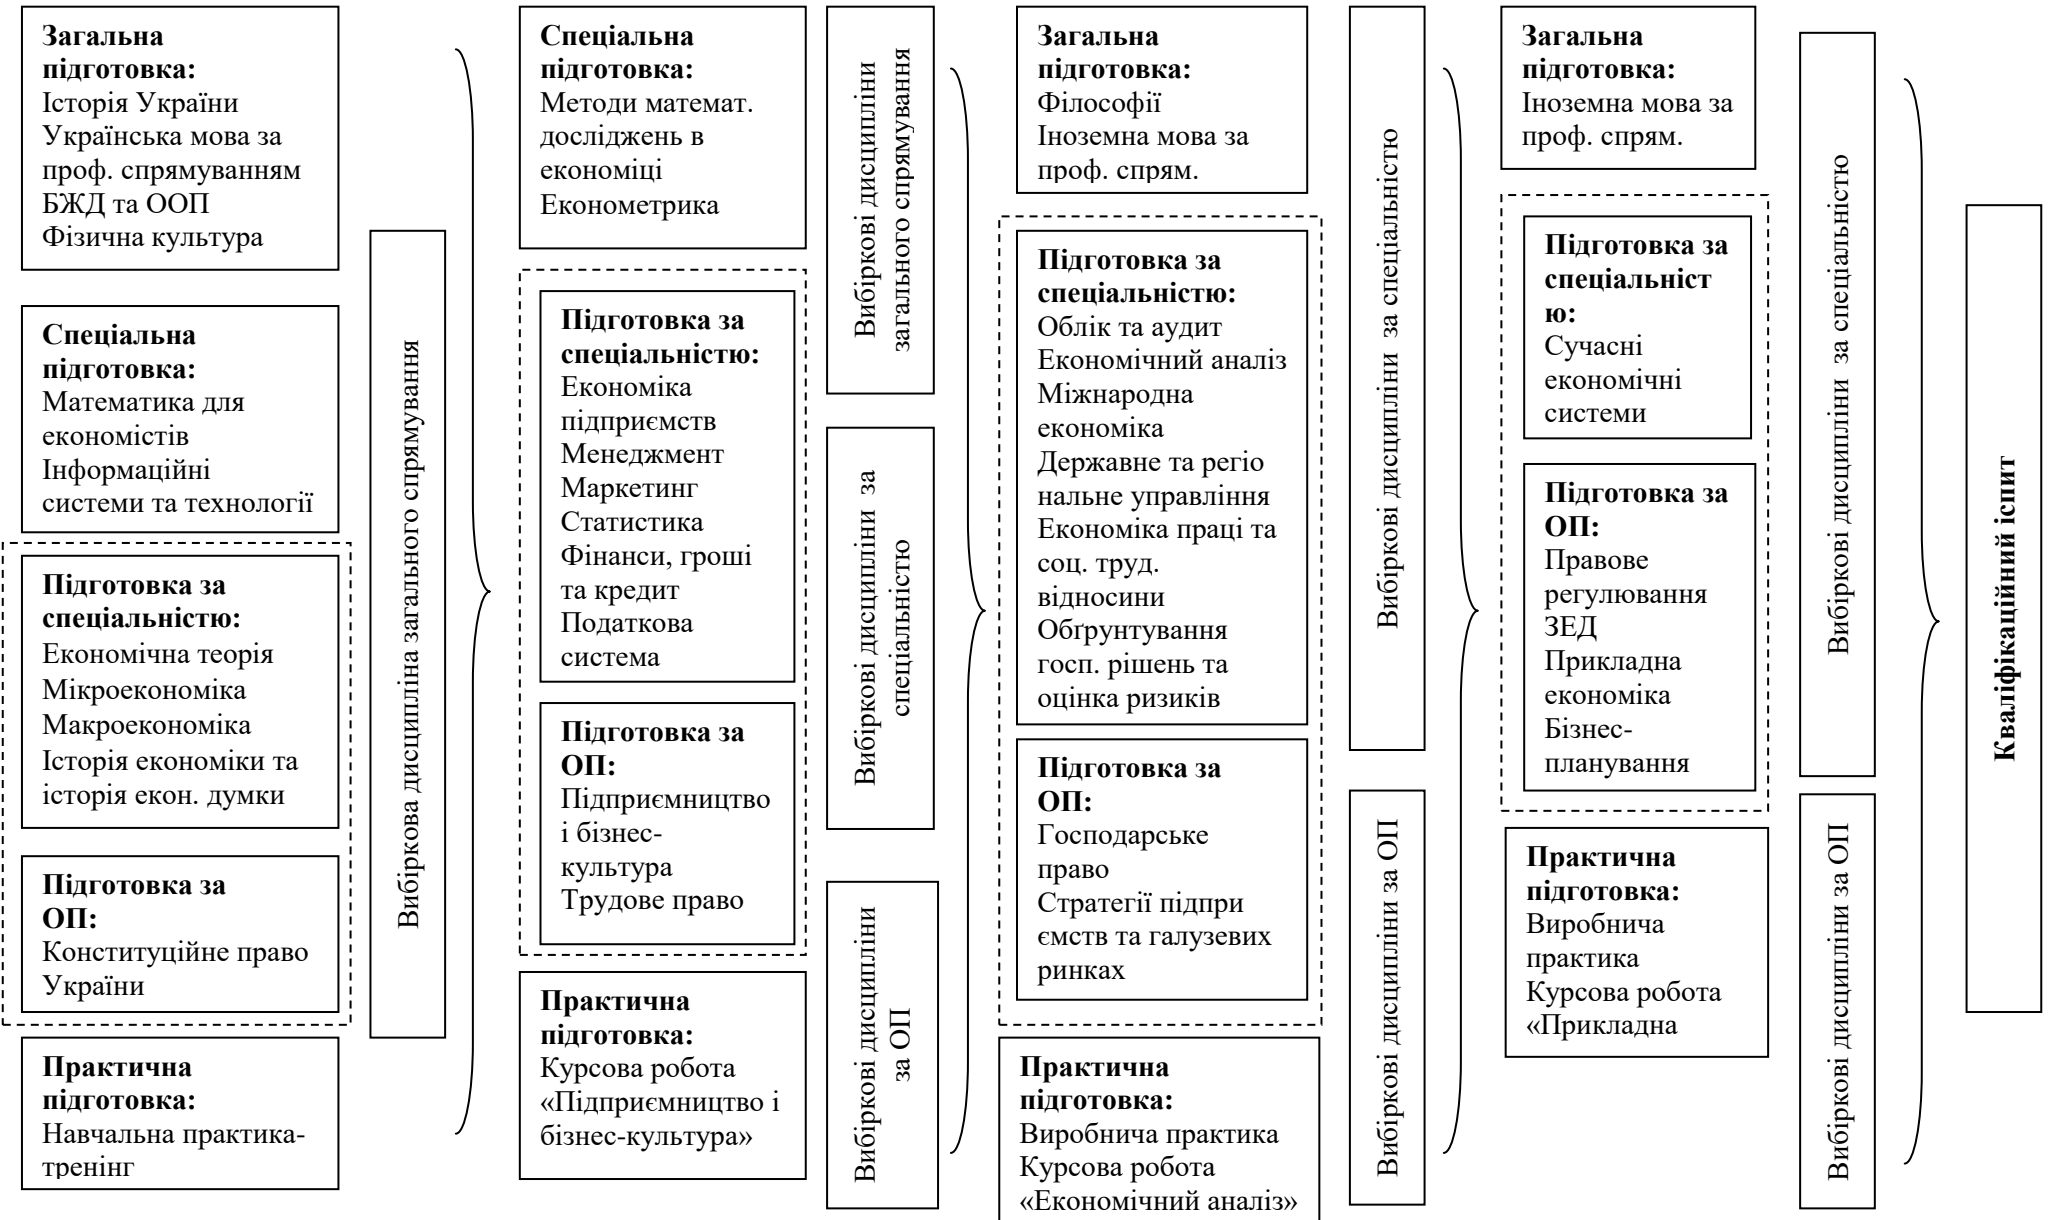 Загальна
підготовка:
Історія України
Українська мова за
проф. спрямуванням
БЖД та ООП
Фізична культура
Спеціальна
підготовка:
Математика для
економістів
Інформаційні
системи та технології
Підготовка за
спеціальністю:
Економічна теорія
Мікроекономіка
Макроекономіка
Історія економіки та
історія екон. думки
Підготовка за
ОП:
Конституційне право
України
Практична
підготовка:
Навчальна практика-
тренінг
Вибіркова дисципліна загального спрямування
Спеціальна
підготовка:
Методи математ.
досліджень в
економіці
Економетрика
Підготовка за
спеціальністю:
Економіка
підприємств
Менеджмент
Маркетинг
Статистика
Фінанси, гроші
та кредит
Податкова
система
Підготовка за
ОП:
Підприємництво
і бізнес-
культура
Трудове право
Практична
підготовка:
Курсова робота
«Підприємництво і
бізнес-культура»
Вибіркові дисципліни
загального спрямування
Вибіркові дисципліни за
спеціальністю
Вибіркові дисципліни
за ОП
Загальна
підготовка:
Філософії
Іноземна мова за
проф. спрям.
Підготовка за
спеціальністю:
Облік та аудит
Економічний аналіз
Міжнародна
економіка
Державне та регіо
нальне управління
Економіка праці та
соц. труд.
відносини
Обґрунтування
госп. рішень та
оцінка ризиків
Підготовка за
ОП:
Господарське
право
Стратегії підпри
ємств та галузевих
ринках
Практична
підготовка:
Виробнича практика
Курсова робота
«Економічний аналіз»
Вибіркові дисципліни за спеціальністю
Вибіркові дисципліни за ОП
Загальна
підготовка:
Іноземна мова за
проф. спрям.
Підготовка за
спеціальніст
ю:
Сучасні
економічні
системи
Підготовка за
ОП:
Правове
регулювання
ЗЕД
Прикладна
економіка
Бізнес-
планування
Практична
підготовка:
Виробнича
практика
Курсова робота
«Прикладна
Вибіркові дисципліни за спеціальністю
Вибіркові дисципліни за ОП
Кваліфікаційний іспит